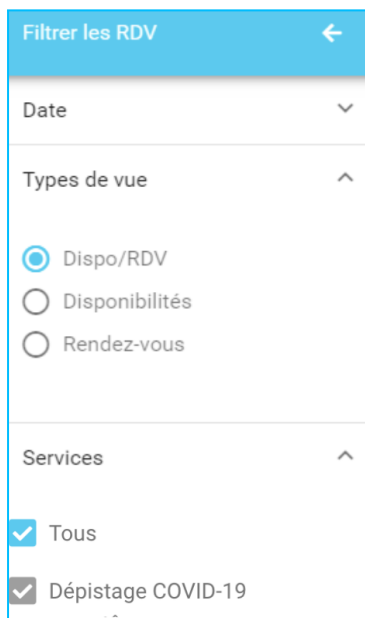 Filtrer les RDV
Date
Types de vue
Dispo/RDV
Disponibilités
Rendez-vous
Services
Tous
Dépistage COVID-19